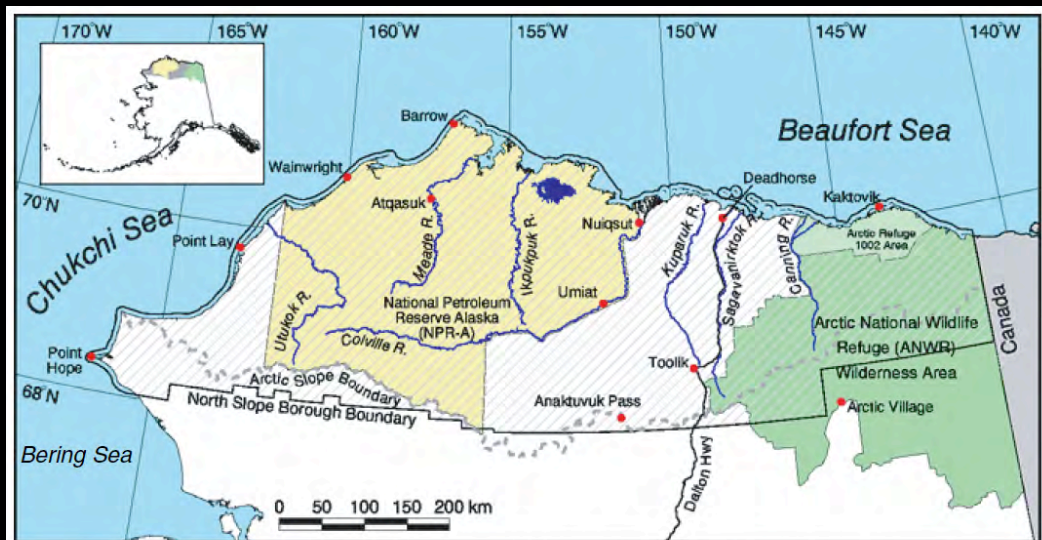 170°W
165°W
160°W
155°W
150°W
145°W
140°W
Barrow
Beaufort Sea
Wainwright
Deadhorse
Kaktovik
70°N
Atqasuk
Meade R.
Ikpukpuk R.
Nuiqsut
Kuparuk R.
Sagavanirktok R.
Canning R.
Arctic Refuge
1002 Area
Chukchi Sea
Point Lay
Utukok R.
National Petroleum
Reserve Alaska
(NPR-A)
Umiat
Colville R.
Arctic National Wildlife
Refuge (ANWR)
Canada
Point
Hope
Toolik
Wilderness Area
68°N
Arctic Slope Boundary
North Slope Borough Boundary
Anaktuvuk Pass
Arctic Village
Bering Sea
Dalton Hwy
0 50 100 150 200 km